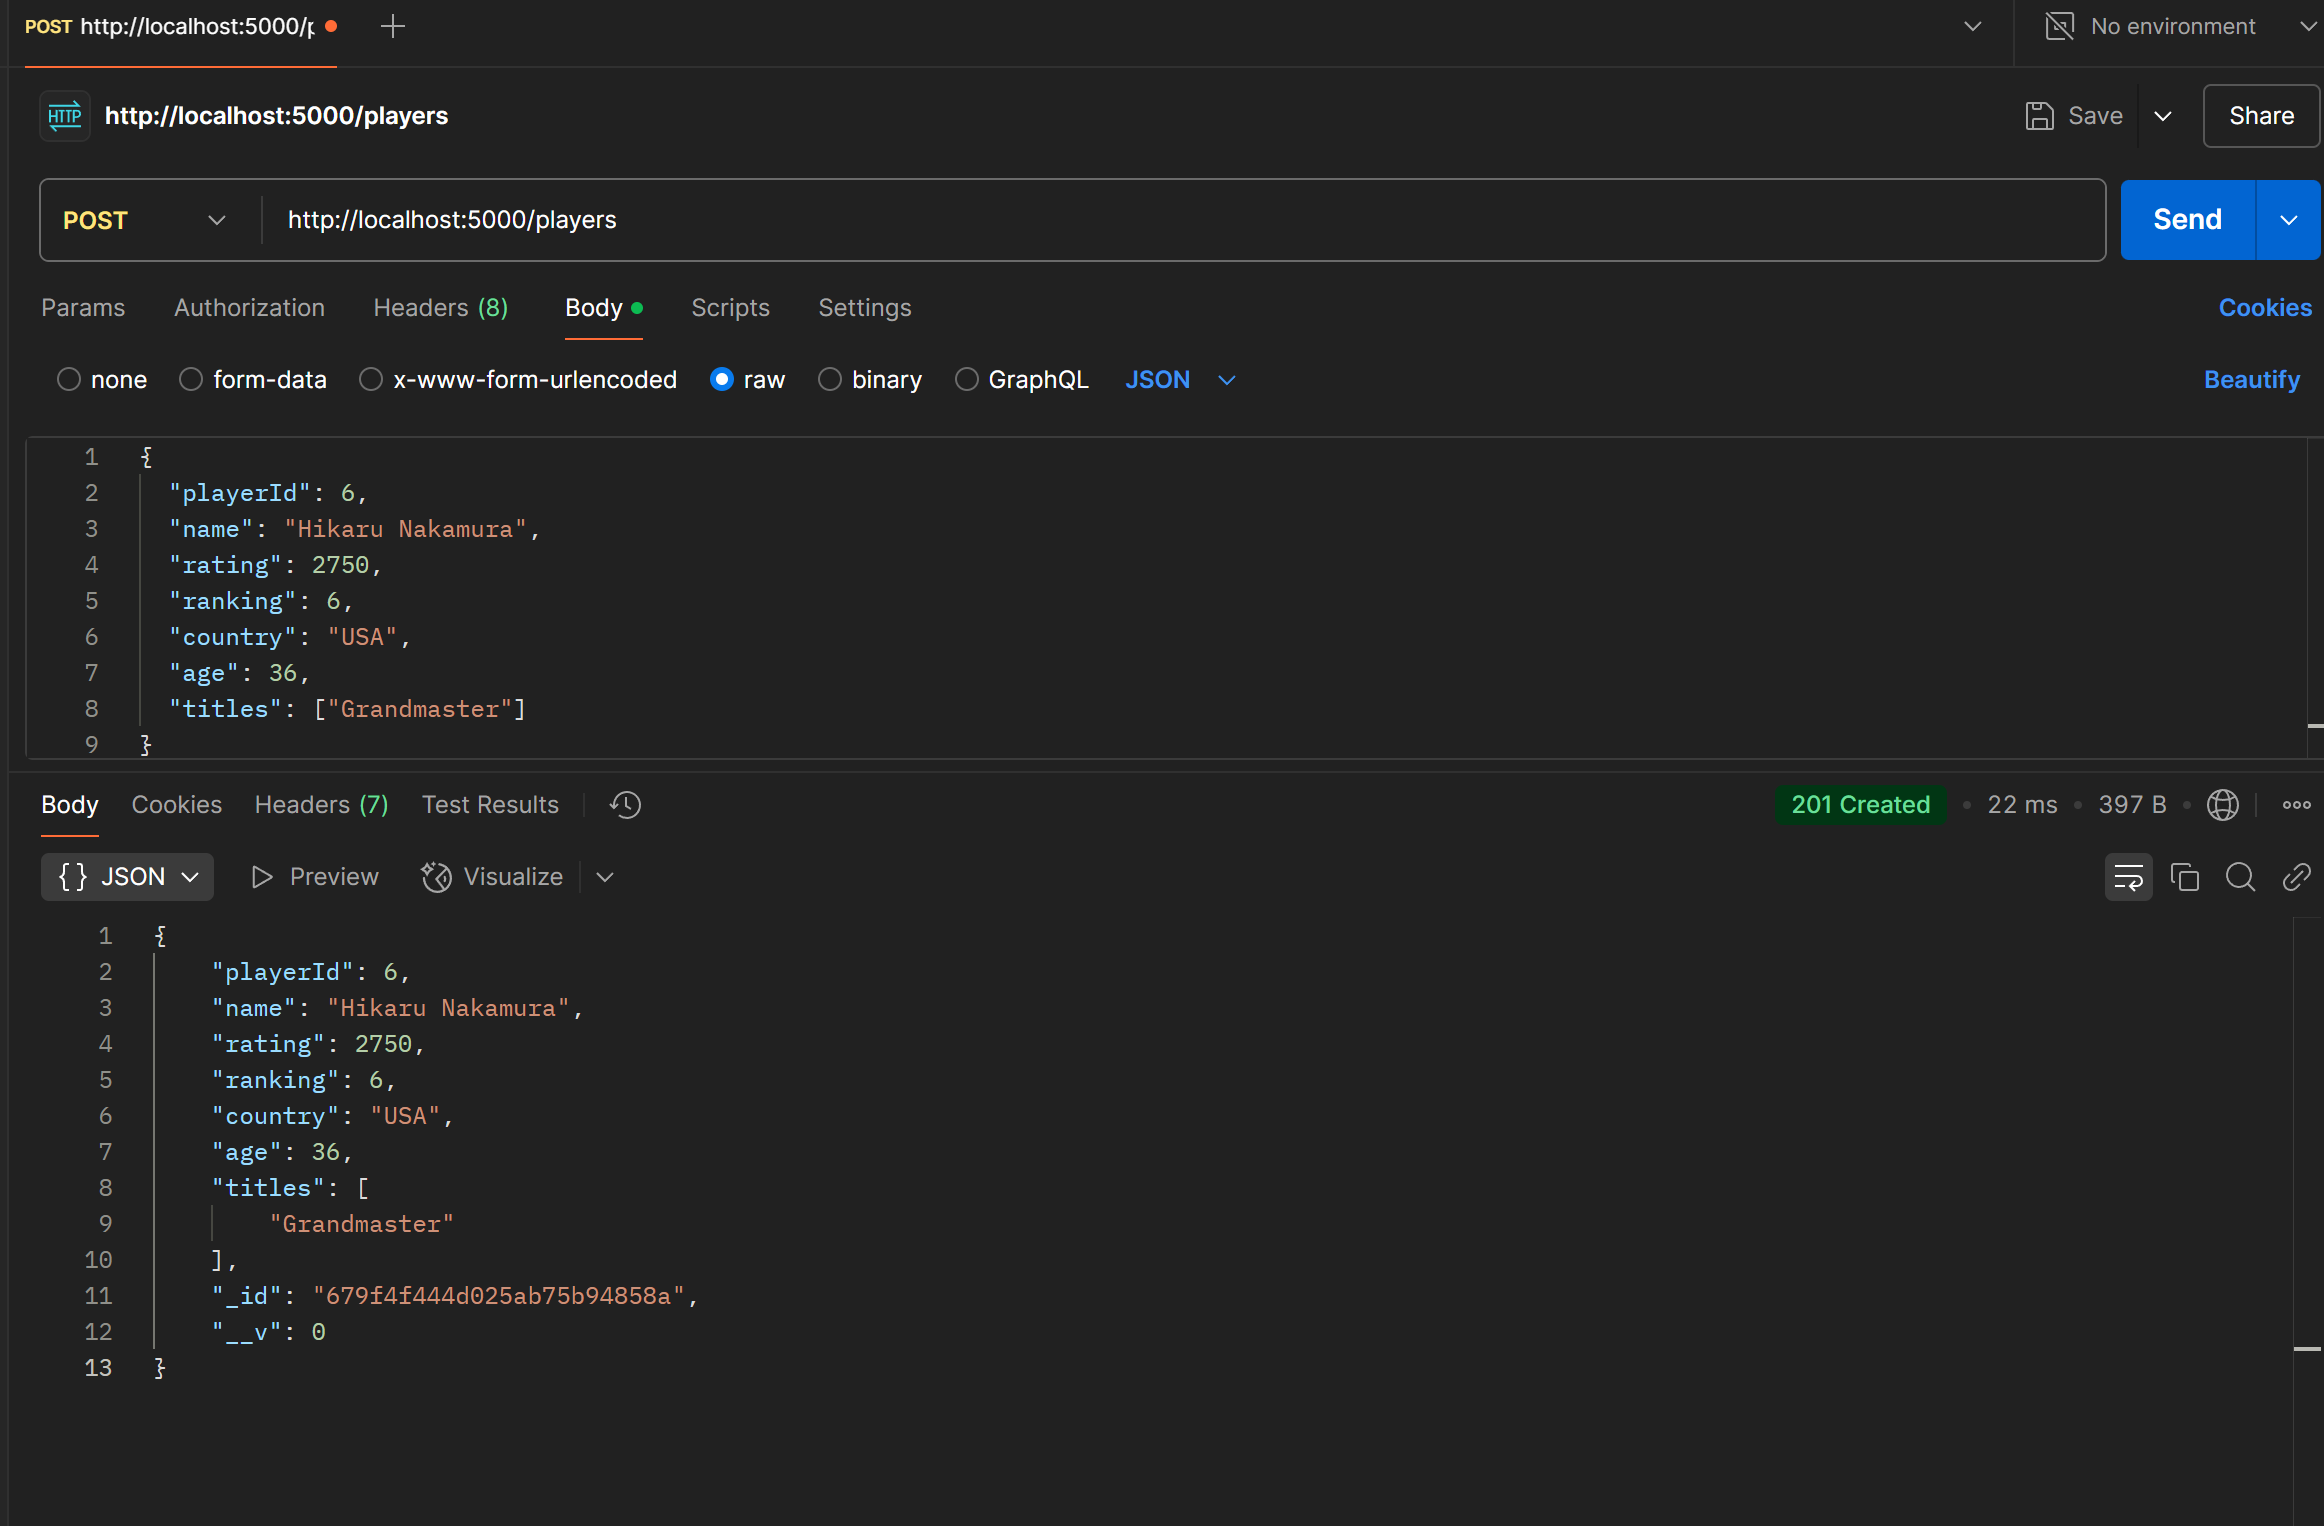 POST http://localhost:5000/p
No environment
HTTP http://localhost:5000/players
Save
Share
POST http://localhost:5000/players
Send
Params Authorization Headers (8) Body Scripts Settings Cookies
none form-data x-www-form-urlencoded raw binary GraphQL JSON Beautify
1 {
2 "playerId": 6,
3 "name": "Hikaru Nakamura",
4 "rating": 2750,
5 "ranking": 6,
6 "country": "USA",
7 "age": 36,
8 "titles": ["Grandmaster"]
9 }
Body Cookies Headers (7) Test Results 201 Created • 22 ms • 397 B •
{} JSON Preview Visualize
1 {
2 "playerId": 6,
3 "name": "Hikaru Nakamura",
4 "rating": 2750,
5 "ranking": 6,
6 "country": "USA",
7 "age": 36,
8 "titles": [
9 "Grandmaster"
10 ],
11 "_id": "679f4f444d025ab75b94858a",
12 "__v": 0
13 }